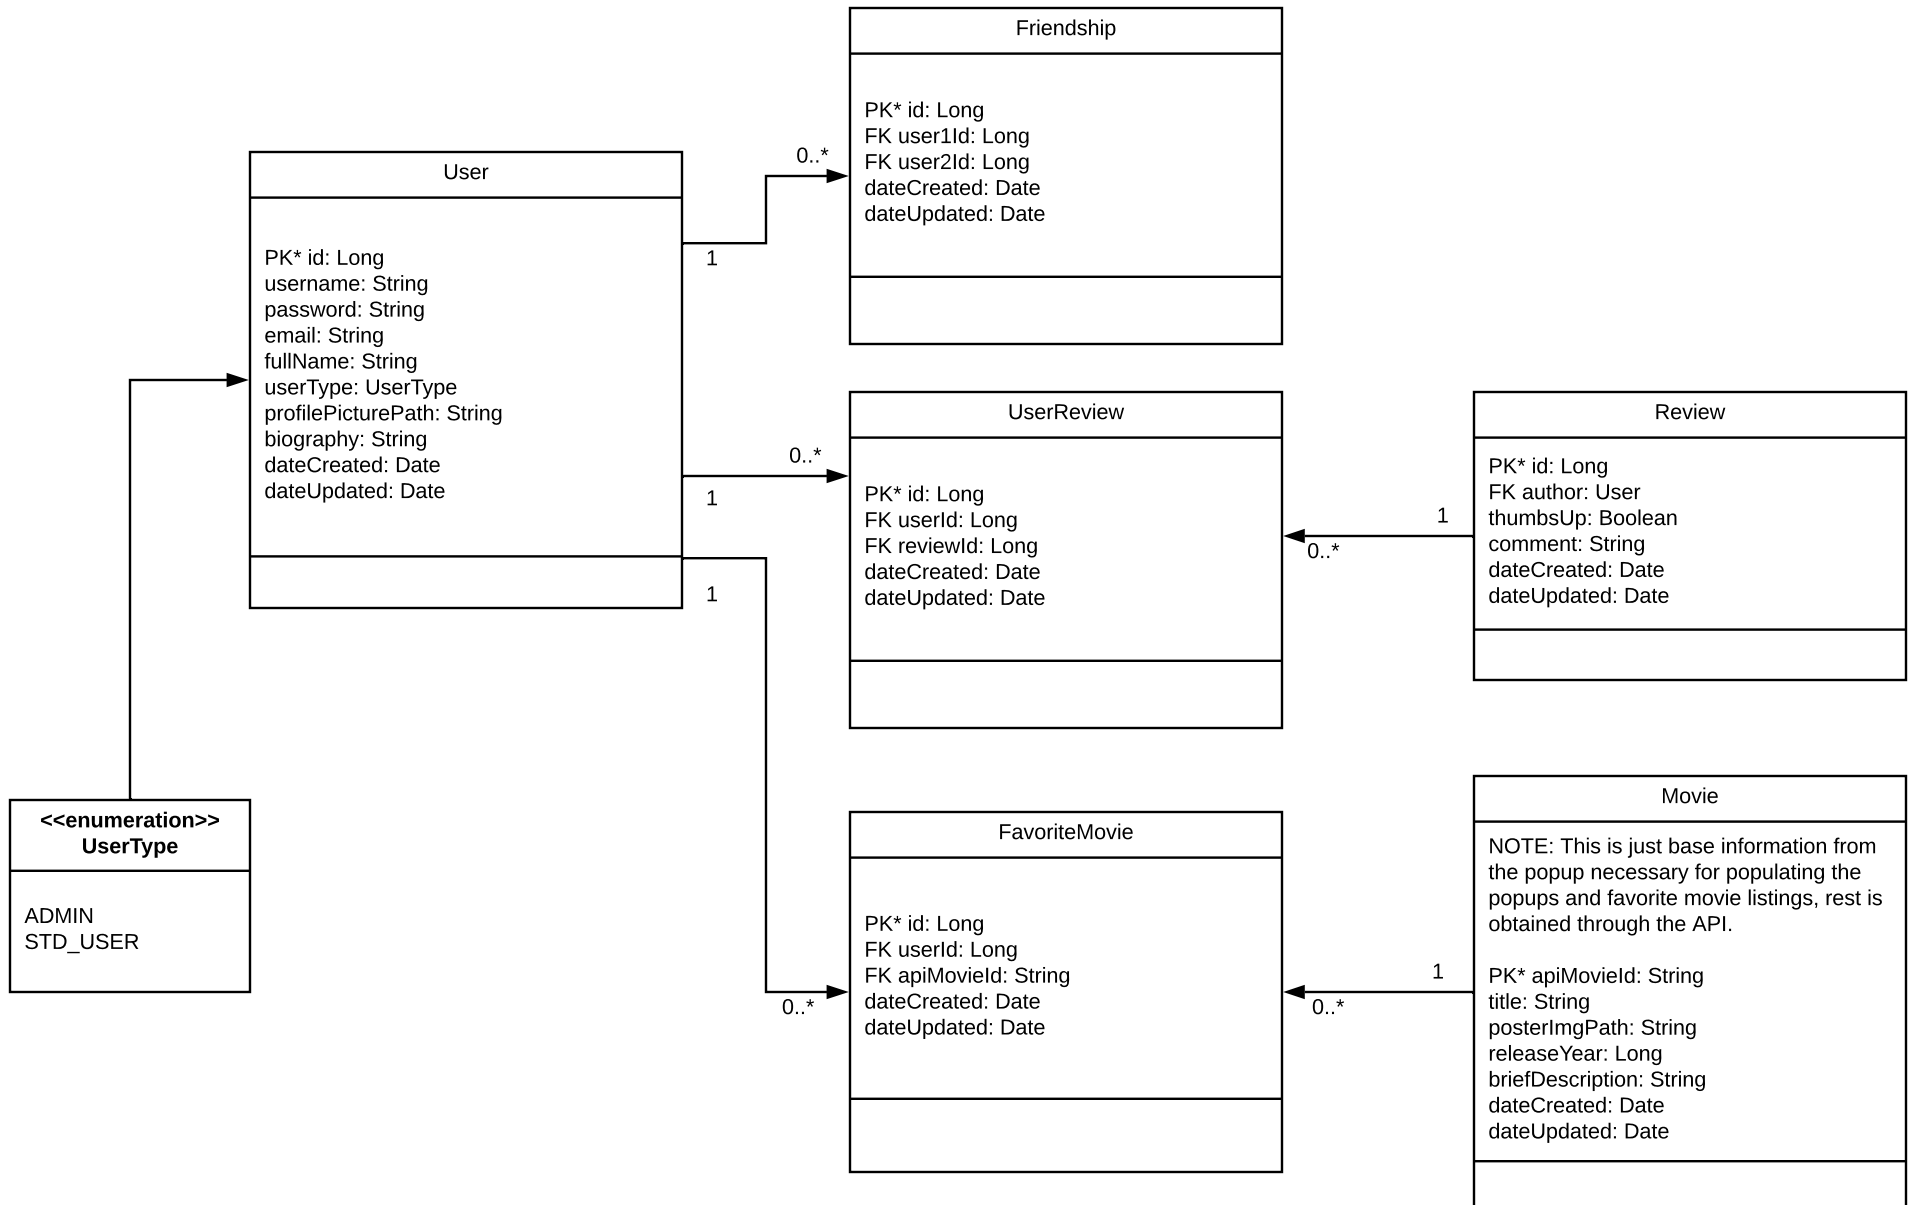 Friendship
PK* id: Long
FK user1Id: Long
FK user2Id: Long
dateCreated: Date
dateUpdated: Date
0..*
1
User
PK* id: Long
username: String
password: String
email: String
fullName: String
userType: UserType
profilePicturePath: String
biography: String
dateCreated: Date
dateUpdated: Date
0..*
1
1
0..*
UserReview
PK* id: Long
FK userId: Long
FK reviewId: Long
dateCreated: Date
dateUpdated: Date
1
0..*
Review
PK* id: Long
FK author: User
thumbsUp: Boolean
comment: String
dateCreated: Date
dateUpdated: Date
<<enumeration>>
UserType
ADMIN
STD_USER
FavoriteMovie
PK* id: Long
FK userId: Long
FK apiMovieId: String
dateCreated: Date
dateUpdated: Date
1
0..*
Movie
NOTE: This is just base information from
the popup necessary for populating the
popups and favorite movie listings, rest is
obtained through the API.
PK* apiMovieId: String
title: String
posterImgPath: String
releaseYear: Long
briefDescription: String
dateCreated: Date
dateUpdated: Date